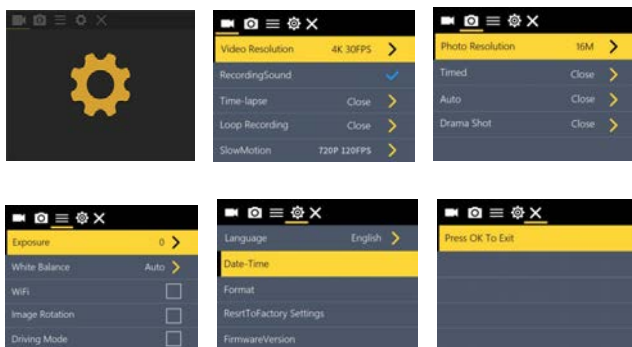 Video Resolution 4K 30FPS
RecordingSound
Time-lapse Close
Loop Recording Close
SlowMotion 720P 120FPS
Photo Resolution 16M
Timed Close
Auto Close
Drama Shot Close
Exposure 0
White Balance Auto
WiFi
Image Rotation
Driving Mode
Language English
Date-Time
Format
ResrtToFactory Settings
FirmwareVersion
Press OK To Exit